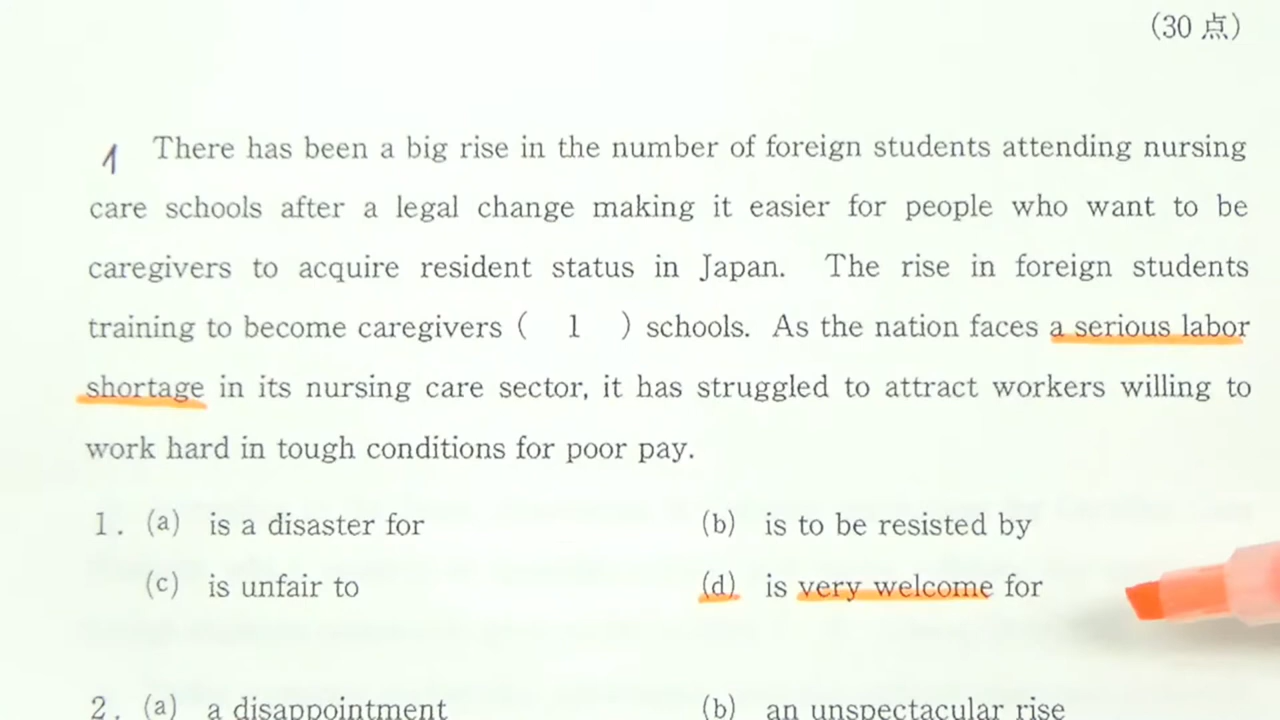 (30 点)
1 There has been a big rise in the number of foreign students attending nursing
care schools after a legal change making it easier for people who want to be
caregivers to acquire resident status in Japan. The rise in foreign students
training to become caregivers ( 1 ) schools. As the nation faces a serious labor
shortage in its nursing care sector, it has struggled to attract workers willing to
work hard in tough conditions for poor pay.
1. (a) is a disaster for (b) is to be resisted by
(c) is unfair to (d) is very welcome for
2. (a) a disappointment (b) an unspectacular rise